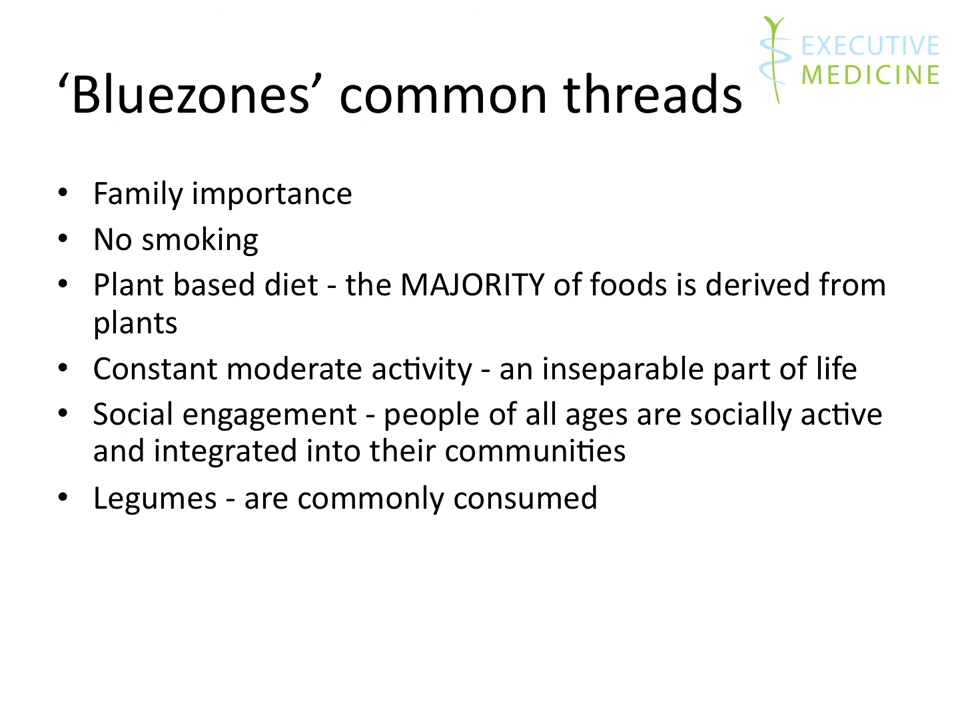 EXECUTIVE
MEDICINE
‘Bluezones’ common threads
• Family importance
• No smoking
• Plant based diet - the MAJORITY of foods is derived from
plants
• Constant moderate activity - an inseparable part of life
• Social engagement - people of all ages are socially active
and integrated into their communities
• Legumes - are commonly consumed